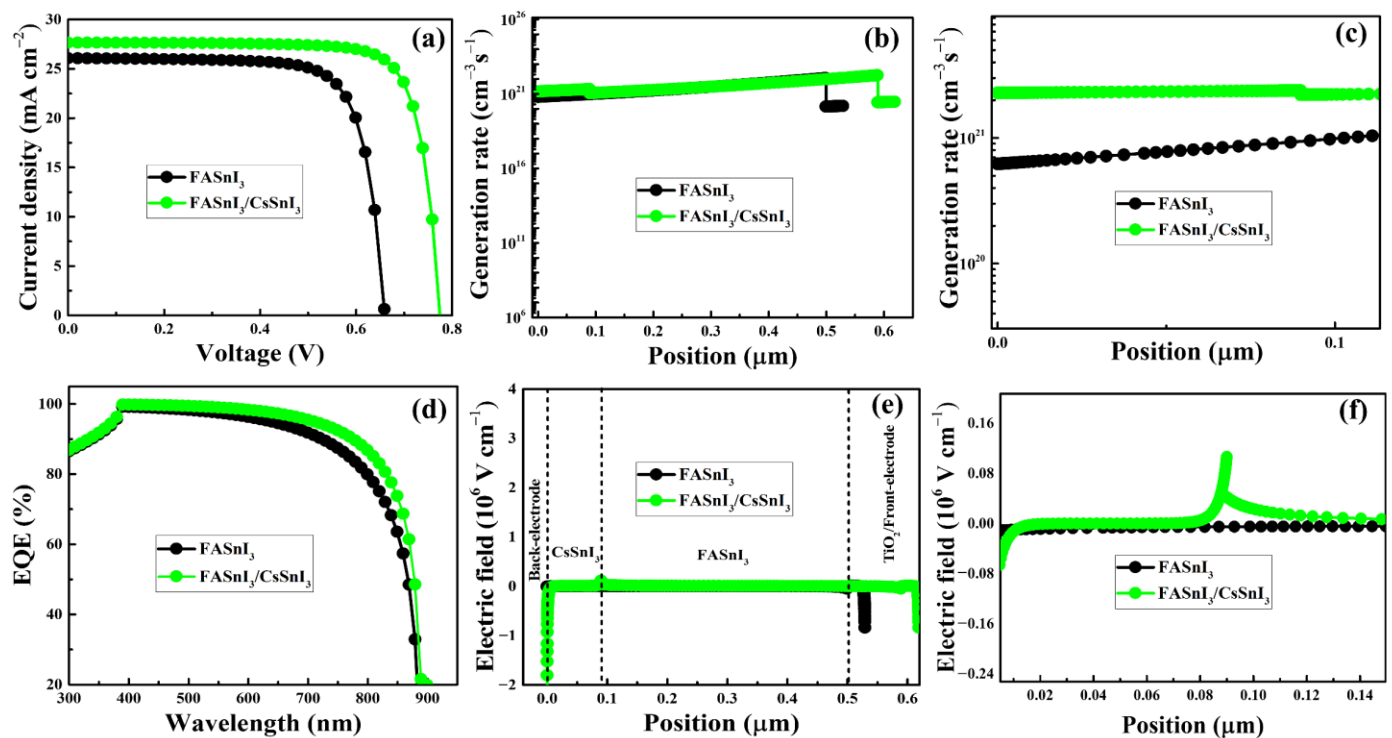 (a)
Current density (mA cm⁻²)
30
25
20
15
10
5
0
FASnI₃
FASnI₃/CsSnI₃
0.0 0.2 0.4 0.6 0.8
Voltage (V)
(b)
Generation rate (cm⁻³ s⁻¹)
10²⁶
10²¹
10¹⁶
10¹¹
10⁶
FASnI₃
FASnI₃/CsSnI₃
0.0 0.1 0.2 0.3 0.4 0.5 0.6
Position (μm)
(c)
Generation rate (cm⁻³ s⁻¹)
10²¹
10²⁰
FASnI₃
FASnI₃/CsSnI₃
0.0 0.1
Position (μm)
(d)
EQE (%)
100
80
60
40
20
FASnI₃
FASnI₃/CsSnI₃
300 400 500 600 700 800 900
Wavelength (nm)
(e)
Electric field (10⁶ V cm⁻¹)
4
3
2
1
0
−1
−2
FASnI₃
FASnI₃/CsSnI₃
Back-electrode
CsSnI₃
FASnI₃
TiO₂/Front-electrode
0.0 0.1 0.2 0.3 0.4 0.5 0.6
Position (μm)
(f)
Electric field (10⁶ V cm⁻¹)
0.16
0.08
0.00
−0.08
−0.16
−0.24
FASnI₃
FASnI₃/CsSnI₃
0.02 0.04 0.06 0.08 0.10 0.12 0.14
Position (μm)